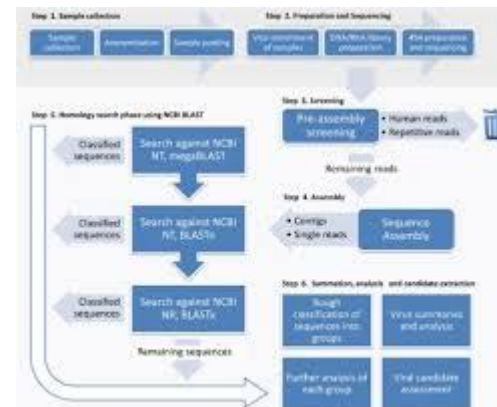 Step 1. Sample collection
Sample
collection
Anonymization
Sample pooling
Step 2. Preparation and Sequencing
Virus enrichment
of samples
DNA/RNA library
preparation
454 preparation
and sequencing
Step 3. Screening
Pre-assembly
screening
• Human reads
• Repetitive reads
Remaining reads
Step 4. Assembly
• Contigs
• Single reads
Sequence
Assembly
Step 5. Homology search phase using NCBI BLAST
Classified
sequences
Search against NCBI
NT, megaBLAST
Classified
sequences
Search against NCBI
NT, BLASTn
Classified
sequences
Search against NCBI
NR, BLASTx
Remaining sequences
Step 6. Summation, analysis and candidate extraction
Rough
classification of
sequences into
groups
Virus summaries
and analysis
Further analysis of
each group
Viral candidate
assessment